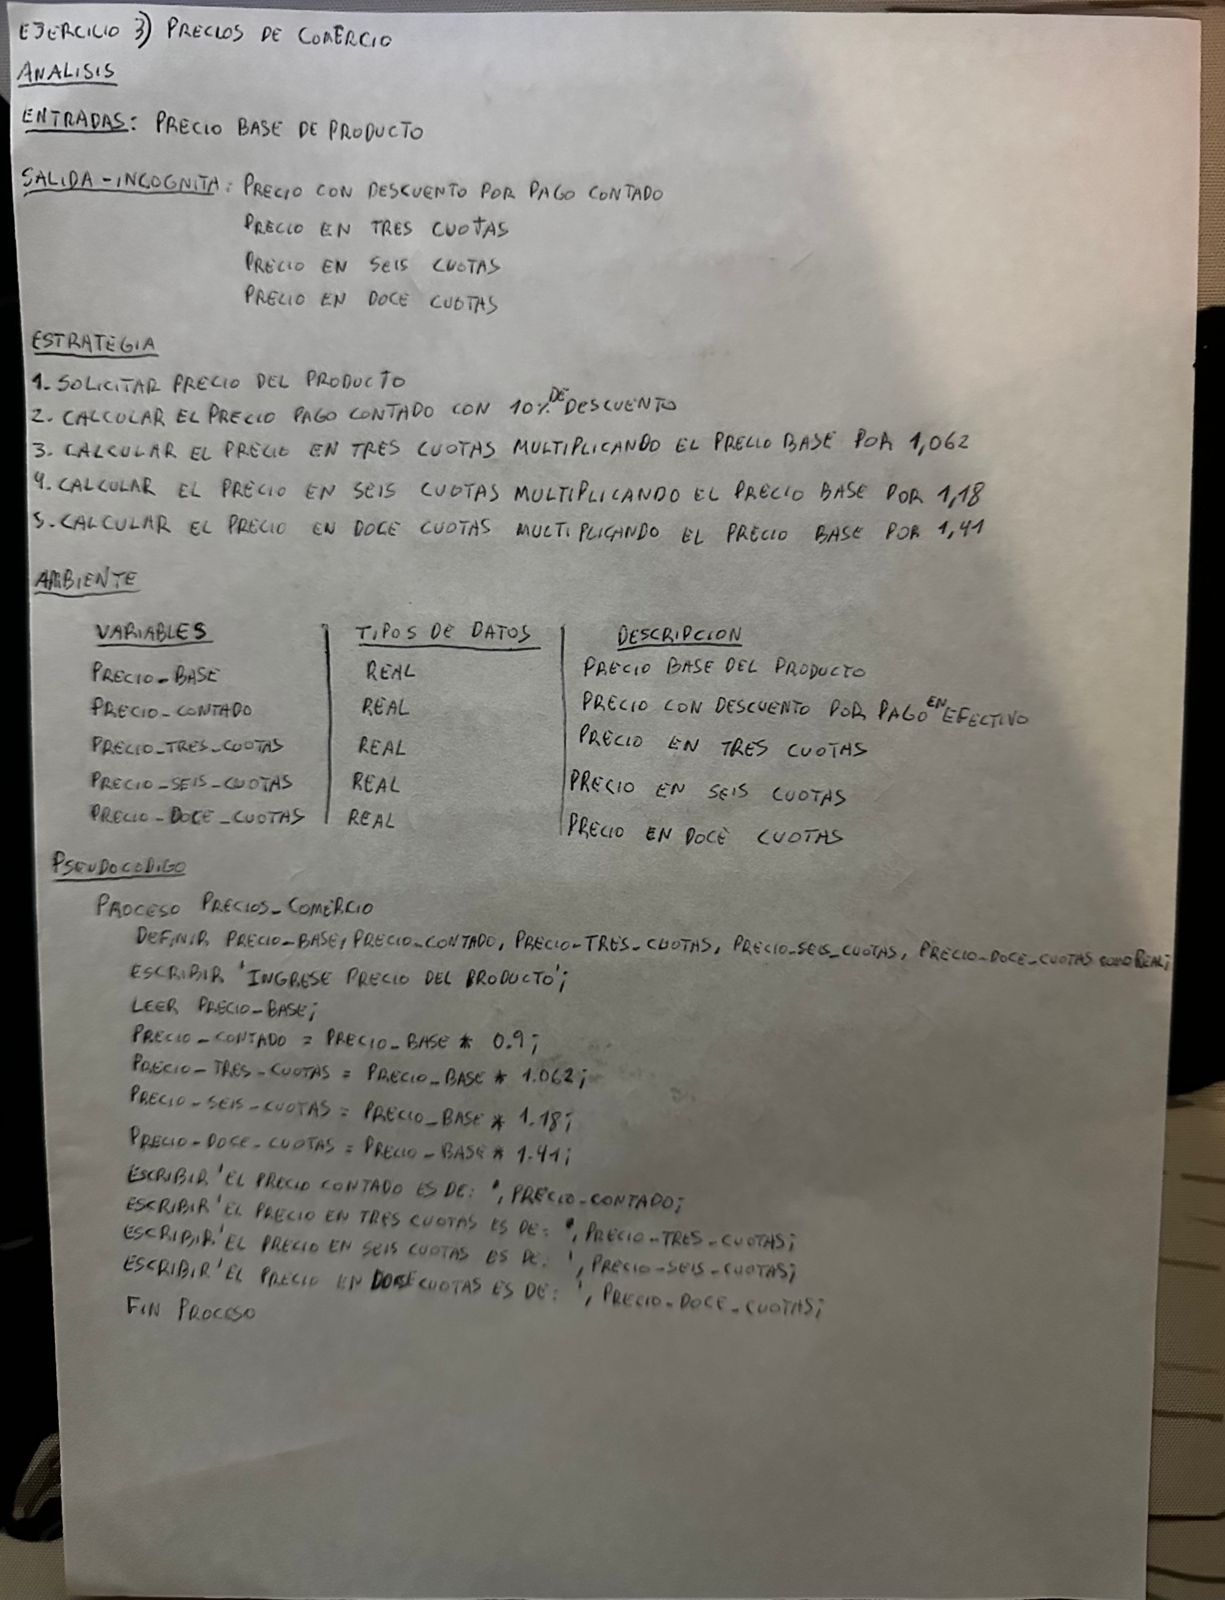 EJERCICIO 3) PRECIOS DE COMERCIO
ANALISIS
ENTRADAS: PRECIO BASE DE PRODUCTO
SALIDA-INCOGNITA: PRECIO CON DESCUENTO POR PAGO CONTADO
PRECIO EN TRES CUOTAS
PRECIO EN SEIS CUOTAS
PRECIO EN DOCE CUOTAS
ESTRATEGIA
1. SOLICITAR PRECIO DEL PRODUCTO
2. CALCULAR EL PRECIO PAGO CONTADO CON 10% DE DESCUENTO
3. CALCULAR EL PRECIO EN TRES CUOTAS MULTIPLICANDO EL PRECIO BASE POR 1,062
4. CALCULAR EL PRECIO EN SEIS CUOTAS MULTIPLICANDO EL PRECIO BASE POR 1,18
5. CALCULAR EL PRECIO EN DOCE CUOTAS MULTIPLICANDO EL PRECIO BASE POR 1,41
AMBIENTE
VARIABLES TIPOS DE DATOS DESCRIPCION
PRECIO_BASE REAL PRECIO BASE DEL PRODUCTO
PRECIO_CONTADO REAL PRECIO CON DESCUENTO POR PAGO EN EFECTIVO
PRECIO_TRES_CUOTAS REAL PRECIO EN TRES CUOTAS
PRECIO_SEIS_CUOTAS REAL PRECIO EN SEIS CUOTAS
PRECIO_DOCE_CUOTAS REAL PRECIO EN DOCE CUOTAS
PSEUDOCODIGO
PROCESO PRECIOS_COMERCIO
DEFINIR PRECIO_BASE, PRECIO_CONTADO, PRECIO_TRES_CUOTAS, PRECIO_SEIS_CUOTAS, PRECIO_DOCE_CUOTAS COMO REAL;
ESCRIBIR 'INGRESE PRECIO DEL PRODUCTO';
LEER PRECIO_BASE;
PRECIO_CONTADO = PRECIO_BASE * 0.9;
PRECIO_TRES_CUOTAS = PRECIO_BASE * 1.062;
PRECIO_SEIS_CUOTAS = PRECIO_BASE * 1.18;
PRECIO_DOCE_CUOTAS = PRECIO_BASE * 1.41;
ESCRIBIR 'EL PRECIO CONTADO ES DE: ', PRECIO_CONTADO;
ESCRIBIR 'EL PRECIO EN TRES CUOTAS ES DE: ', PRECIO_TRES_CUOTAS;
ESCRIBIR 'EL PRECIO EN SEIS CUOTAS ES DE: ', PRECIO_SEIS_CUOTAS;
ESCRIBIR 'EL PRECIO EN DOCE CUOTAS ES DE: ', PRECIO_DOCE_CUOTAS;
FIN PROCESO